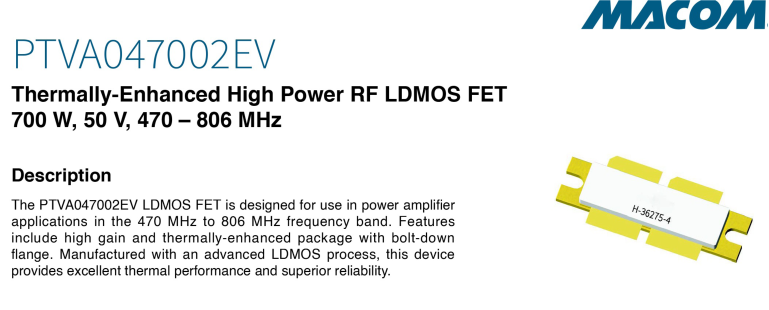 MACOM
PTVA047002EV
Thermally-Enhanced High Power RF LDMOS FET
700 W, 50 V, 470 – 806 MHz
Description
The PTVA047002EV LDMOS FET is designed for use in power amplifier
applications in the 470 MHz to 806 MHz frequency band. Features
include high gain and thermally-enhanced package with bolt-down
flange. Manufactured with an advanced LDMOS process, this device
provides excellent thermal performance and superior reliability.
H-36275-4